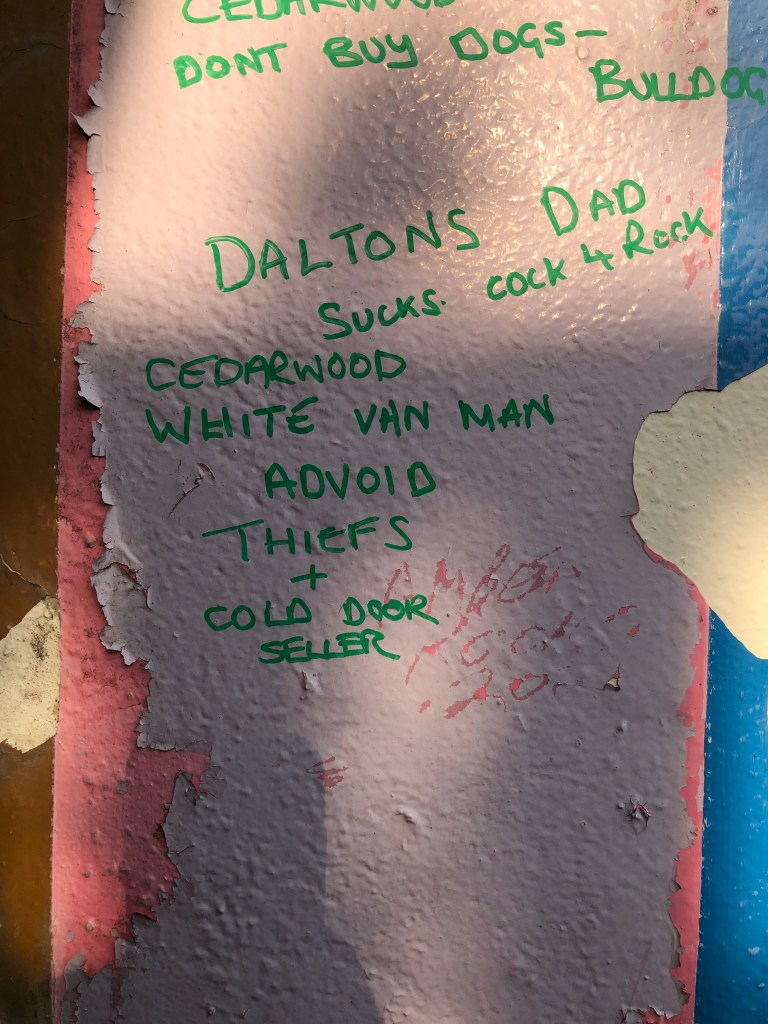 CEDARWOOD
DONT BUY DOGS-
BULLDOG
DALTONS DAD
SUCKS. COCK 4 ROCK
CEDARWOOD
WHITE VAN MAN
ADVOID
THIEFS
+
COLD DOOR
SELLER